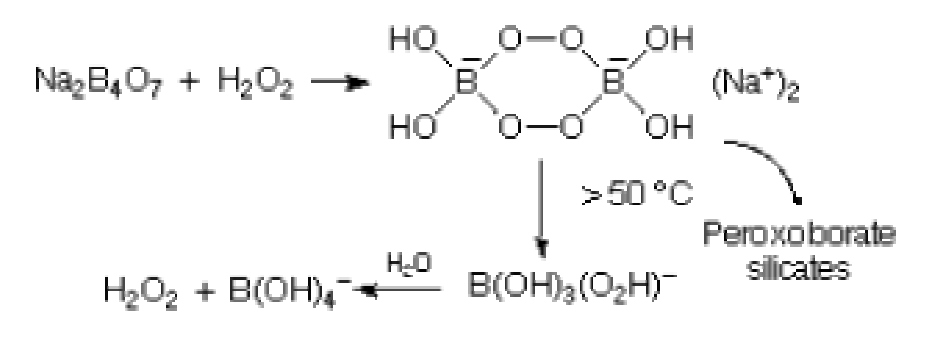 HO O—O OH
Na₂B₄O₇ + H₂O₂ ⟶ B⁻ B⁻ (Na⁺)₂
HO O—O OH
>50 °C
Peroxoborate
silicates
H₂O₂ + B(OH)₄⁻ ⟵ H₂O B(OH)₃(O₂H)⁻